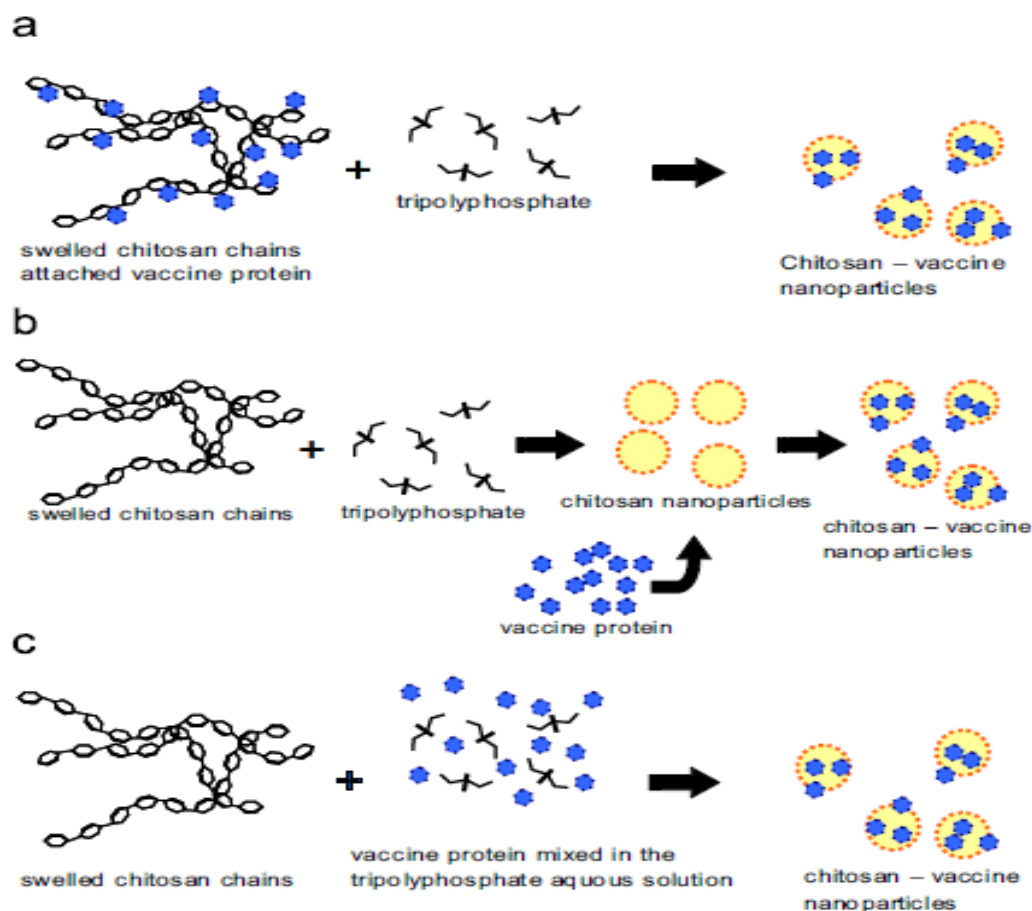 a
+
tripolyphosphate
swelled chitosan chains
attached vaccine protein
Chitosan – vaccine
nanoparticles
b
+
swelled chitosan chains
tripolyphosphate
chitosan nanoparticles
chitosan – vaccine
nanoparticles
vaccine protein
c
+
swelled chitosan chains
vaccine protein mixed in the
tripolyphosphate aquous solution
chitosan – vaccine
nanoparticles